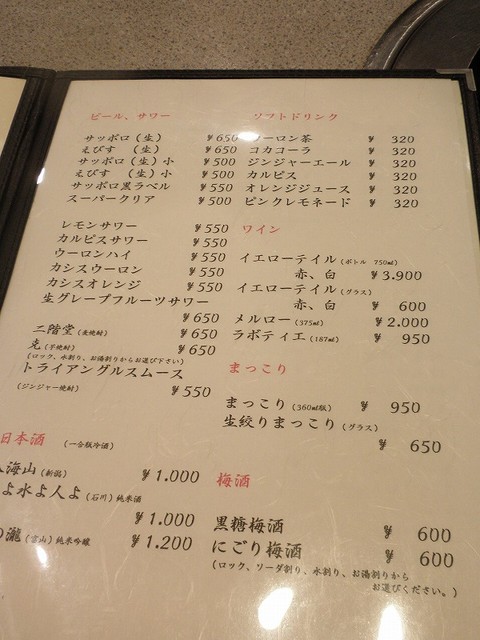 ビール、サワー
サッポロ(生) ¥650
えびす (生) ¥650
サッポロ(生)小 ¥500
えびす (生)小 ¥500
サッポロ黒ラベル ¥550
スーパークリア ¥500
レモンサワー ¥550
カルピスサワー ¥550
ウーロンハイ ¥550
カシスウーロン ¥550
カシスオレンジ ¥550
生グレープフルーツサワー
¥650
二階堂(麦焼酎) ¥650
克(芋焼酎) ¥650
(ロック、水割り、お湯割りからお選び下さい)
トライアングルスムース
(ジンジャー焼酎) ¥550
日本酒 (一合瓶冷酒)
海山(新潟) ¥1.000
よ水よ人よ(石川)純米酒
¥1.000
瀧(富山)純米吟醸 ¥1.200
ソフトドリンク
ーロン茶 ¥ 320
コカコーラ ¥ 320
ジンジャーエール ¥ 320
カルピス ¥ 320
オレンジジュース ¥ 320
ピンクレモネード ¥ 320
ワイン
イエローテイル(ボトル 750ml)
赤、白 ¥3.900
イエローテイル(グラス)
赤、白 ¥ 600
メルロー(375ml) ¥2.000
ラボティエ(187ml) ¥ 950
まっこり
まっこり(360ml瓶) ¥ 950
生絞りまっこり(グラス)
¥ 650
梅酒
黒糖梅酒 ¥ 600
にごり梅酒 ¥ 600
(ロック、ソーダ割り、水割り、お湯割りから
お選びください。)